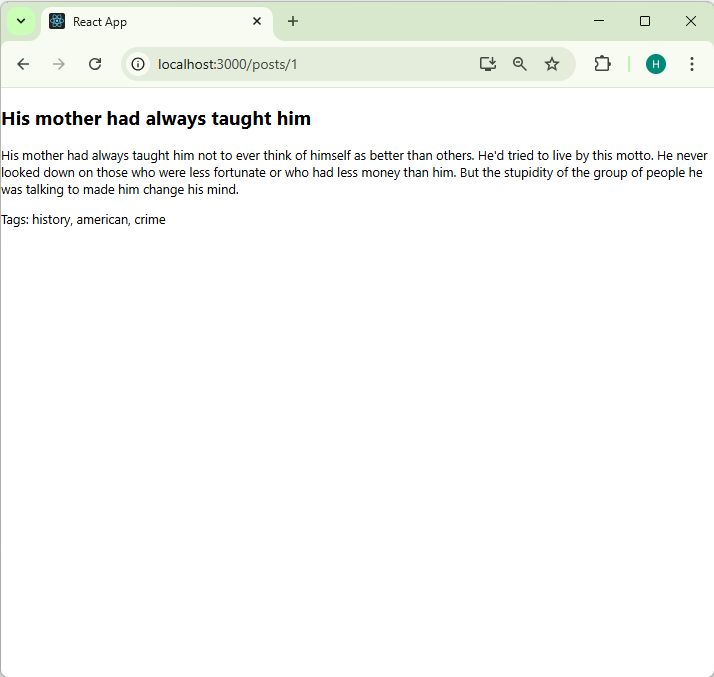 React App
localhost:3000/posts/1
H
His mother had always taught him
His mother had always taught him not to ever think of himself as better than others. He'd tried to live by this motto. He never
looked down on those who were less fortunate or who had less money than him. But the stupidity of the group of people he
was talking to made him change his mind.
Tags: history, american, crime